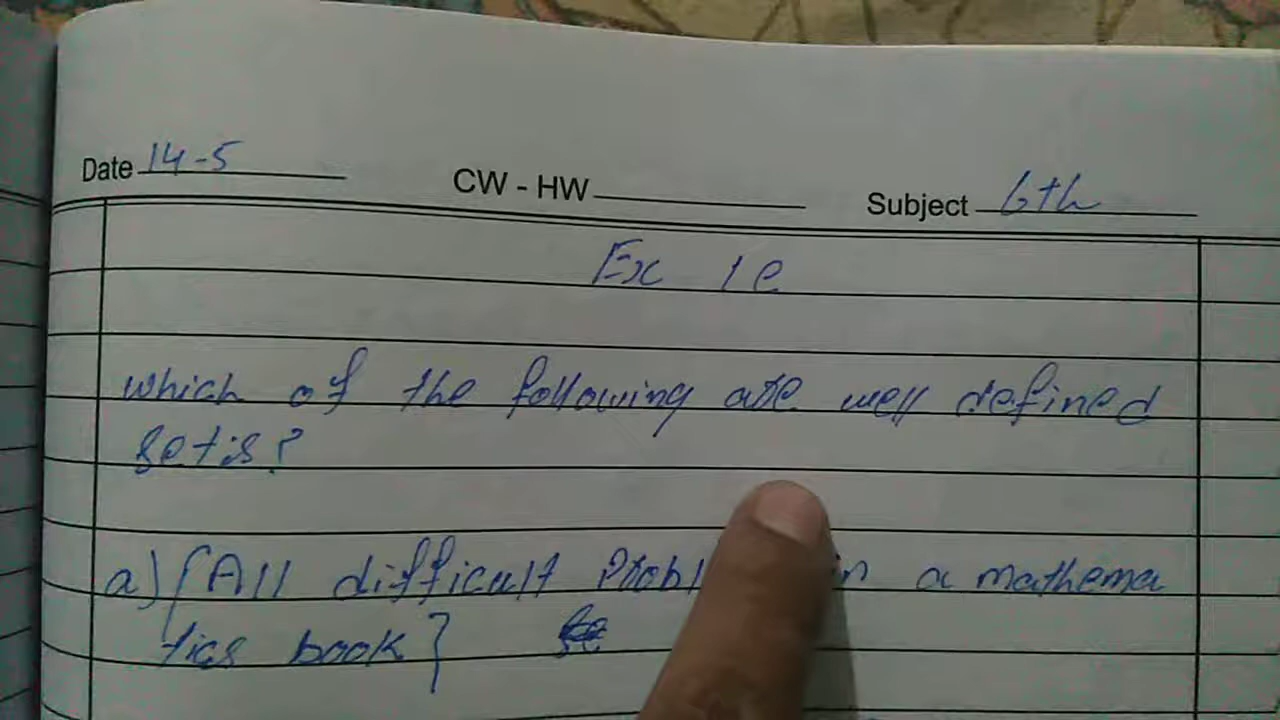 Date 14-5 CW - HW Subject 6th
Ex 1e
which of the following are well defined
sets?
a) {All difficult in a mathema
tics book}